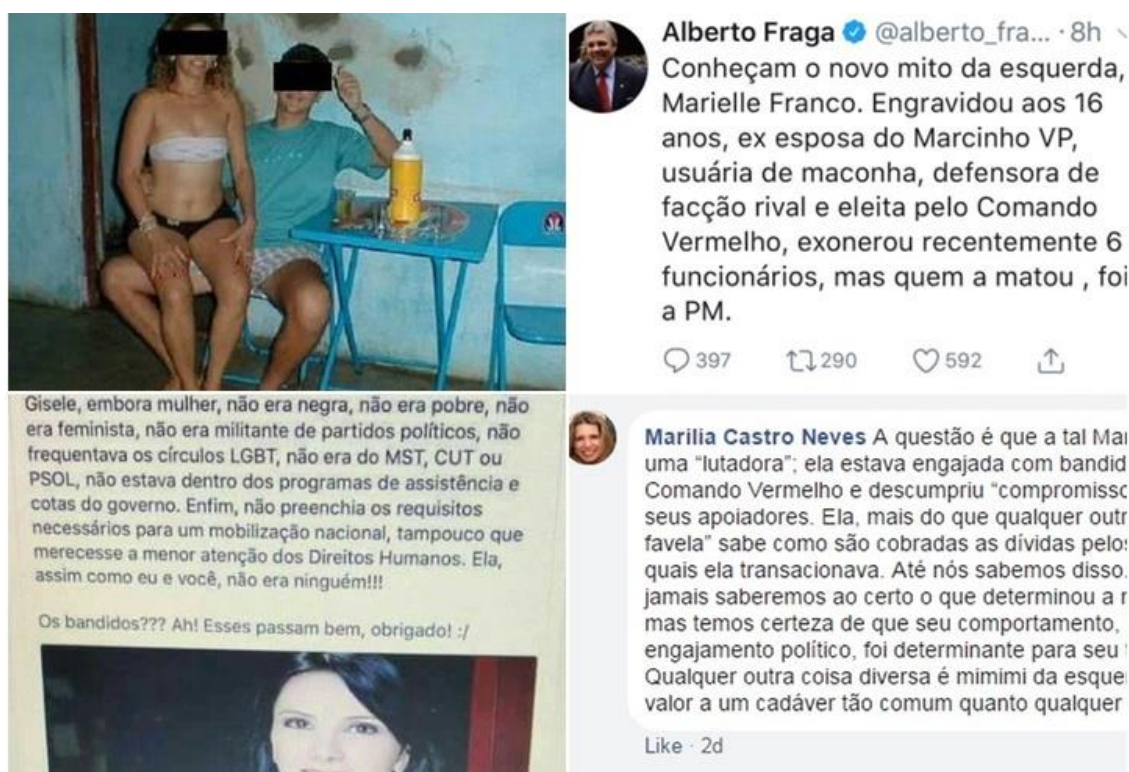 Alberto Fraga @alberto_fra... · 8h
Conheçam o novo mito da esquerda,
Marielle Franco. Engravidou aos 16
anos, ex esposa do Marcinho VP,
usuária de maconha, defensora de
facção rival e eleita pelo Comando
Vermelho, exonerou recentemente 6
funcionários, mas quem a matou , foi
a PM.
397 290 592
Gisele, embora mulher, não era negra, não era pobre, não
era feminista, não era militante de partidos políticos, não
frequentava os círculos LGBT, não era do MST, CUT ou
PSOL, não estava dentro dos programas de assistência e
cotas do governo. Enfim, não preenchia os requisitos
necessários para um mobilização nacional, tampouco que
merecesse a menor atenção dos Direitos Humanos. Ela,
assim como eu e você, não era ninguém!!!
Os bandidos??? Ah! Esses passam bem, obrigado! :/
Marilia Castro Neves A questão é que a tal Mar
uma “lutadora”; ela estava engajada com bandid
Comando Vermelho e descumpriu “compromisso
seus apoiadores. Ela, mais do que qualquer outr
favela” sabe como são cobradas as dívidas pelos
quais ela transacionava. Até nós sabemos disso.
jamais saberemos ao certo o que determinou a
mas temos certeza de que seu comportamento,
engajamento político, foi determinante para seu
Qualquer outra coisa diversa é mimimi da esque
valor a um cadáver tão comum quanto qualquer
Like · 2d